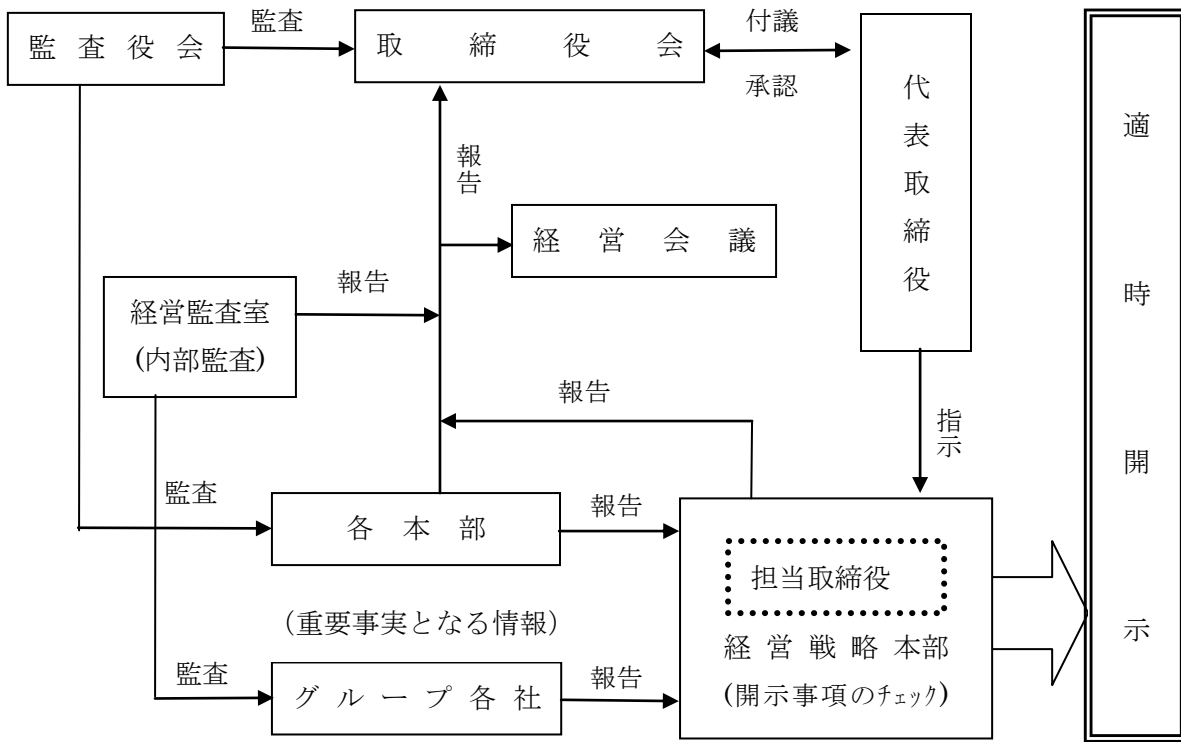 監査役会
監査
取締役会
付議
承認
代表取締役
適時開示
報告
経営会議
報告
経営監査室
(内部監査)
報告
指示
監査
各本部
報告
担当取締役
(重要事実となる情報)
経営戦略本部
(開示事項のチェック)
監査
グループ各社
報告